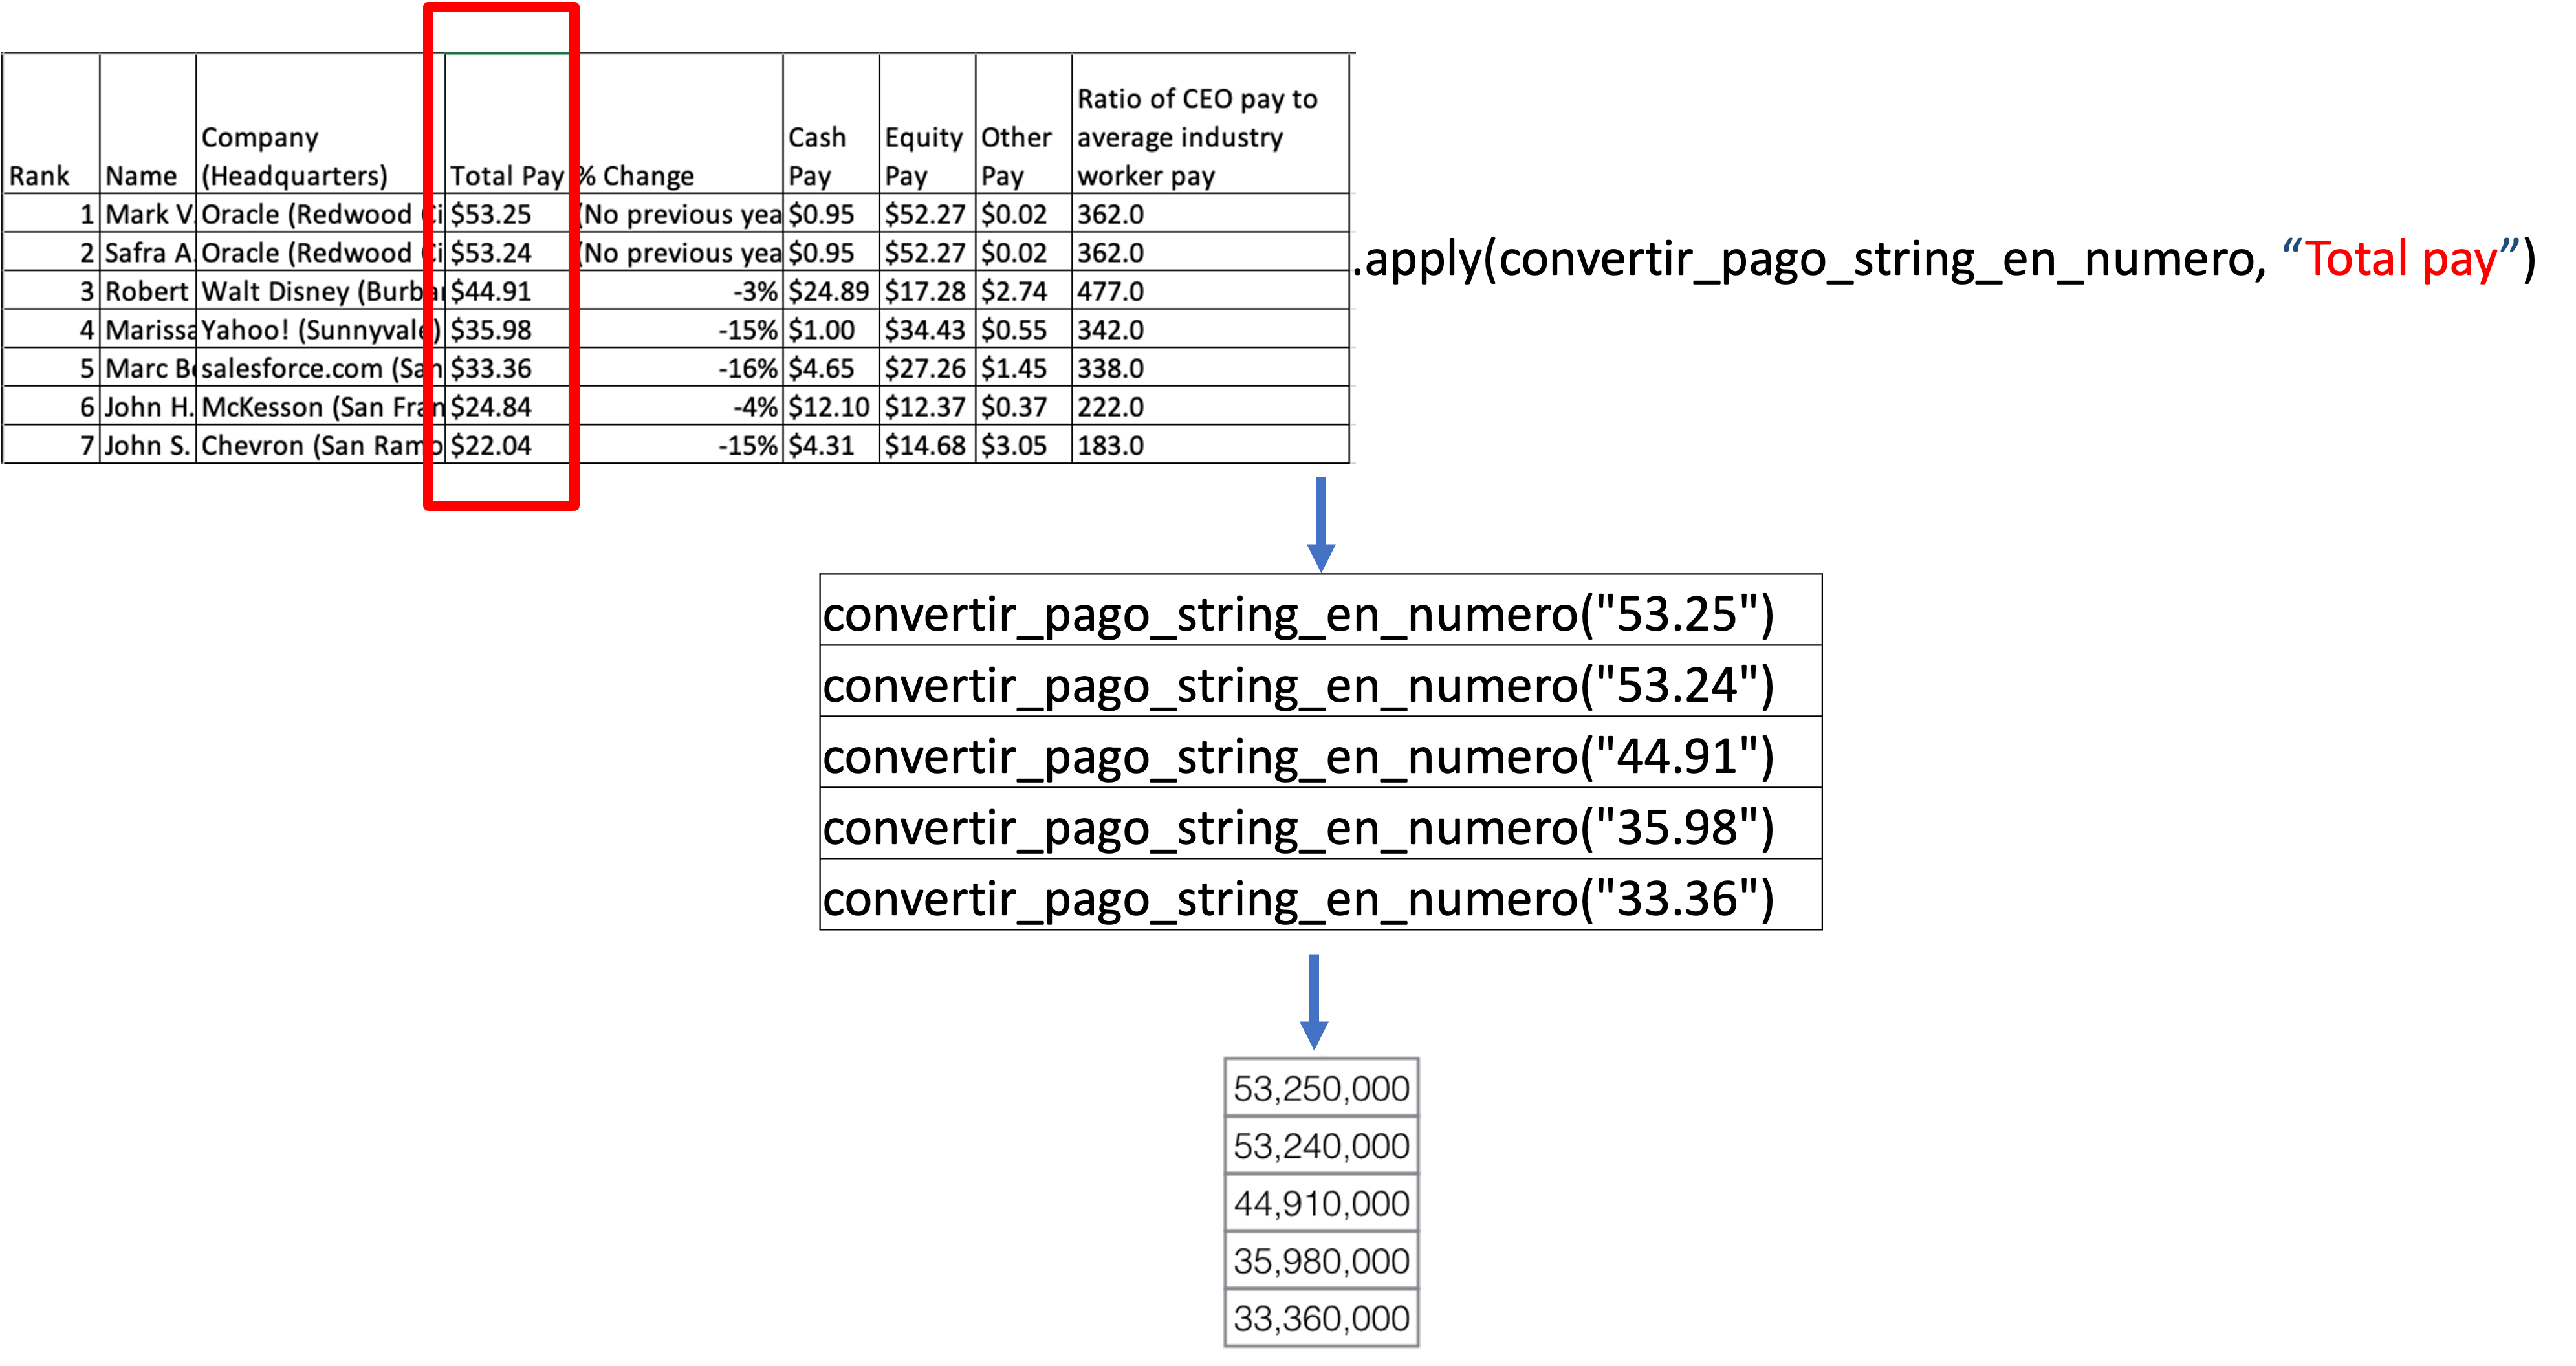 Rank Name Company (Headquarters) Total Pay % Change Cash Pay Equity Pay Other Pay Ratio of CEO pay to average industry worker pay
1 Mark V Oracle (Redwood Ci $53.25 (No previous yea $0.95 $52.27 $0.02 362.0
2 Safra A Oracle (Redwood Ci $53.24 (No previous yea $0.95 $52.27 $0.02 362.0
3 Robert Walt Disney (Burbar $44.91 -3% $24.89 $17.28 $2.74 477.0
4 Marissa Yahoo! (Sunnyvale) $35.98 -15% $1.00 $34.43 $0.55 342.0
5 Marc Be salesforce.com (San $33.36 -16% $4.65 $27.26 $1.45 338.0
6 John H. McKesson (San Fran $24.84 -4% $12.10 $12.37 $0.37 222.0
7 John S. Chevron (San Ramo $22.04 -15% $4.31 $14.68 $3.05 183.0
.apply(convertir_pago_string_en_numero, “Total pay”)
convertir_pago_string_en_numero("53.25")
convertir_pago_string_en_numero("53.24")
convertir_pago_string_en_numero("44.91")
convertir_pago_string_en_numero("35.98")
convertir_pago_string_en_numero("33.36")
53,250,000
53,240,000
44,910,000
35,980,000
33,360,000